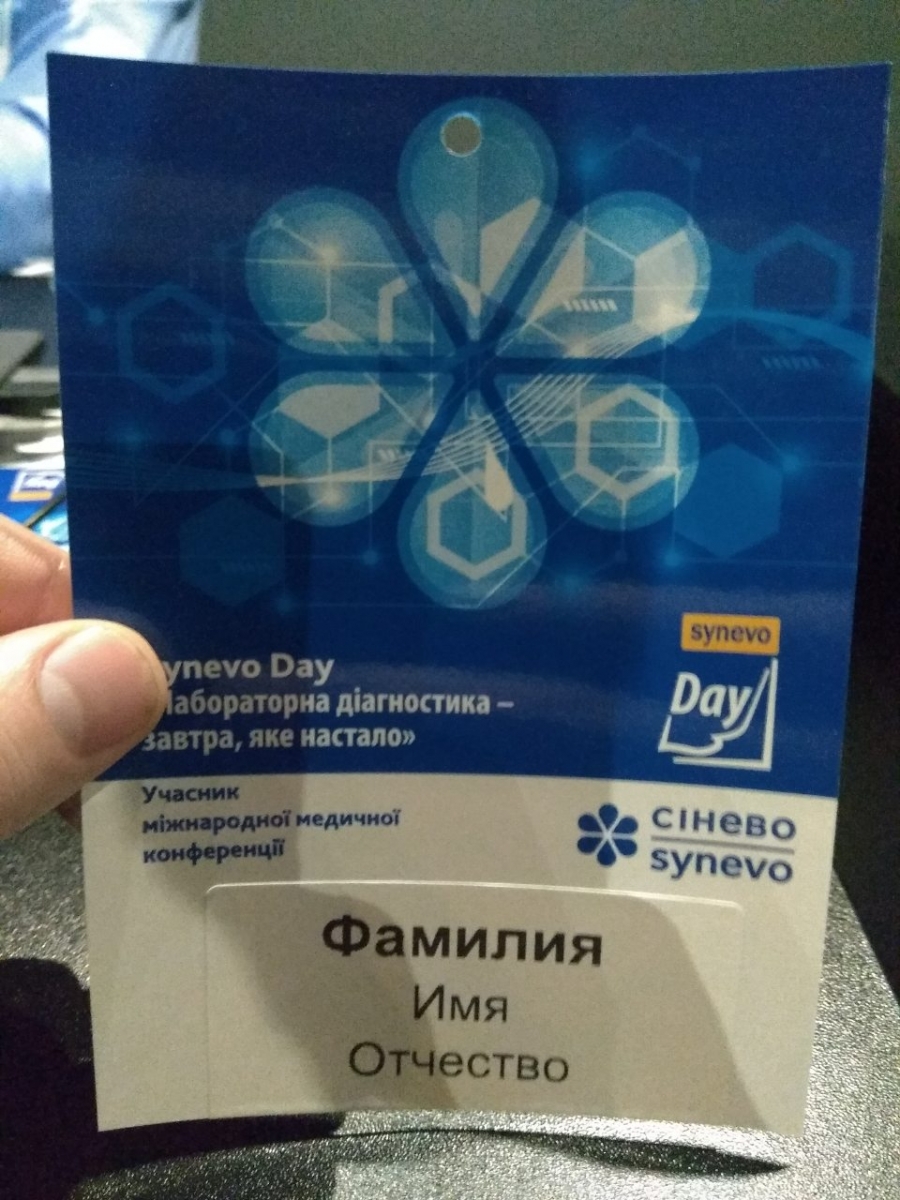 synevo
Day
ynevo Day
лабораторна діагностика –
завтра, яке настало»
Учасник
міжнародної медичної
конференції
сінево
synevo
Фамилия
Имя
Отчество